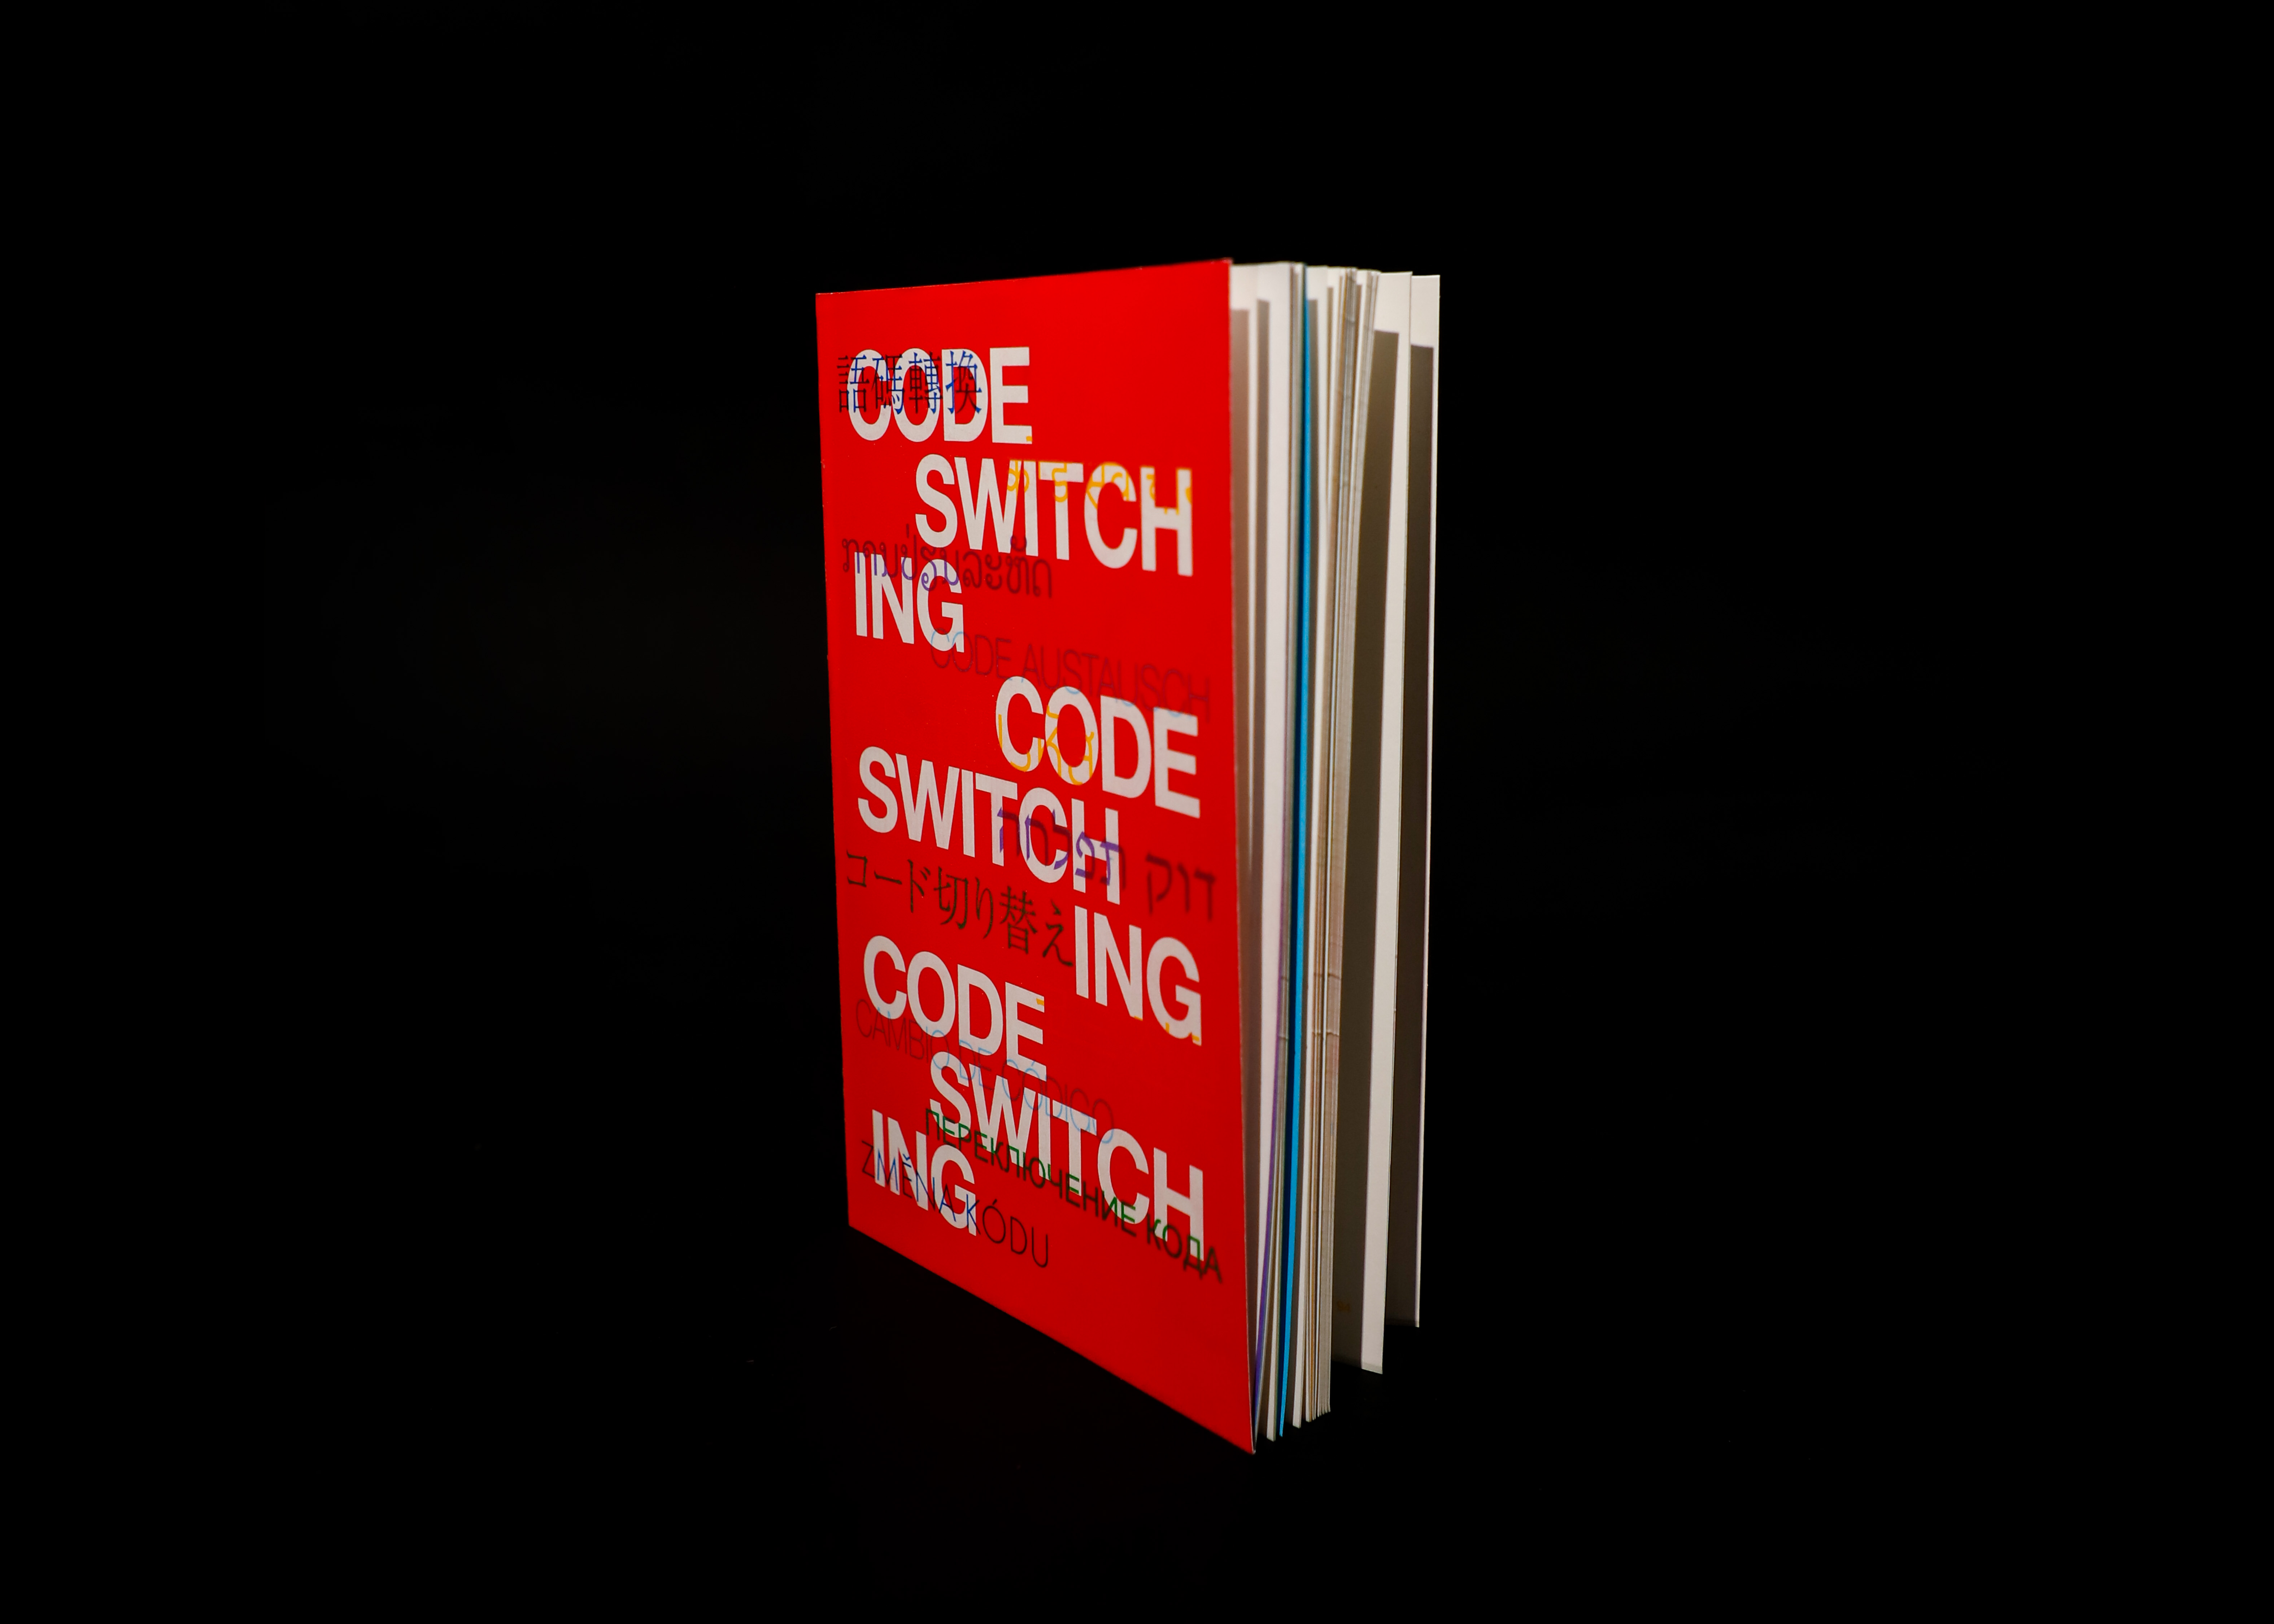 語碼轉換
CODE
SWITCH
ການປ່ຽນລະຫັດ
ING
CODE AUSTAUSCH
CODE
SWITCH
コード切り替え
ING
CODE
CAMBIO DE CÓDIGO
SWITCH
ПЕРЕКЛЮЧЕНИЕ КОДА
ING
ZMĚNA KÓDU